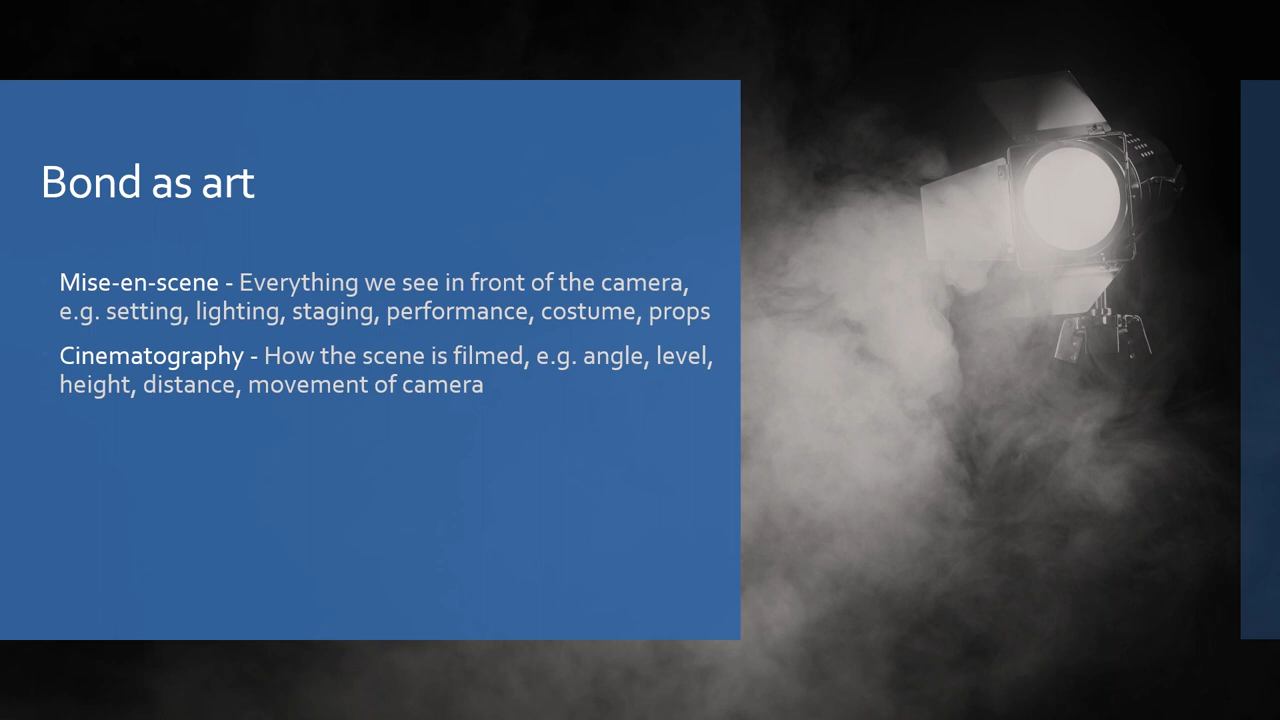 Bond as art
Mise-en-scene - Everything we see in front of the camera,
e.g. setting, lighting, staging, performance, costume, props
Cinematography - How the scene is filmed, e.g. angle, level,
height, distance, movement of camera